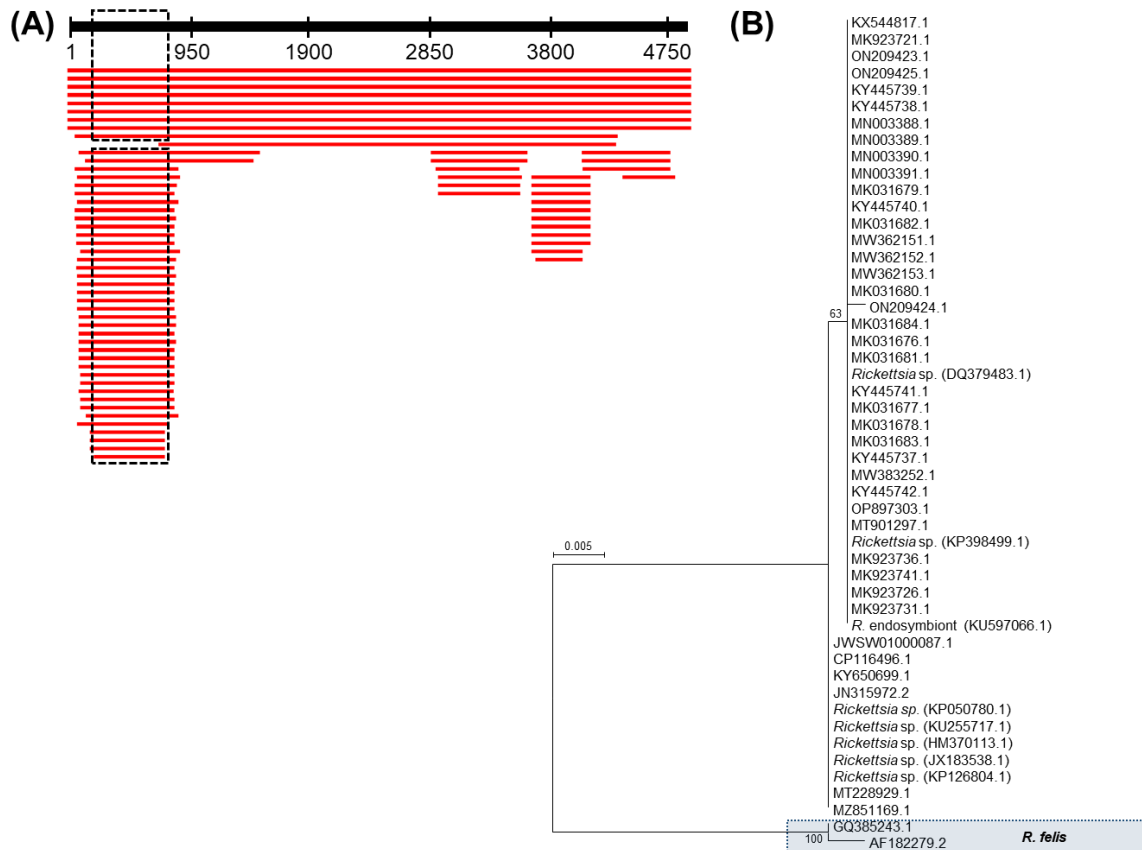 (A)
1 950 1900 2850 3800 4750
(B)
KX544817.1
MK923721.1
ON209423.1
ON209425.1
KY445739.1
KY445738.1
MN003388.1
MN003389.1
MN003390.1
MN003391.1
MK031679.1
KY445740.1
MK031682.1
MW362151.1
MW362152.1
MW362153.1
MK031680.1
ON209424.1
63
MK031684.1
MK031676.1
MK031681.1
Rickettsia sp. (DQ379483.1)
KY445741.1
MK031677.1
MK031678.1
MK031683.1
KY445737.1
MW383252.1
KY445742.1
OP897303.1
MT901297.1
Rickettsia sp. (KP398499.1)
0.005
MK923736.1
MK923741.1
MK923726.1
MK923731.1
R. endosymbiont (KU597066.1)
JWSW01000087.1
CP116496.1
KY650699.1
JN315972.2
Rickettsia sp. (KP050780.1)
Rickettsia sp. (KU255717.1)
Rickettsia sp. (HM370113.1)
Rickettsia sp. (JX183538.1)
Rickettsia sp. (KP126804.1)
MT228929.1
MZ851169.1
GQ385243.1
100
AF182279.2
R. felis